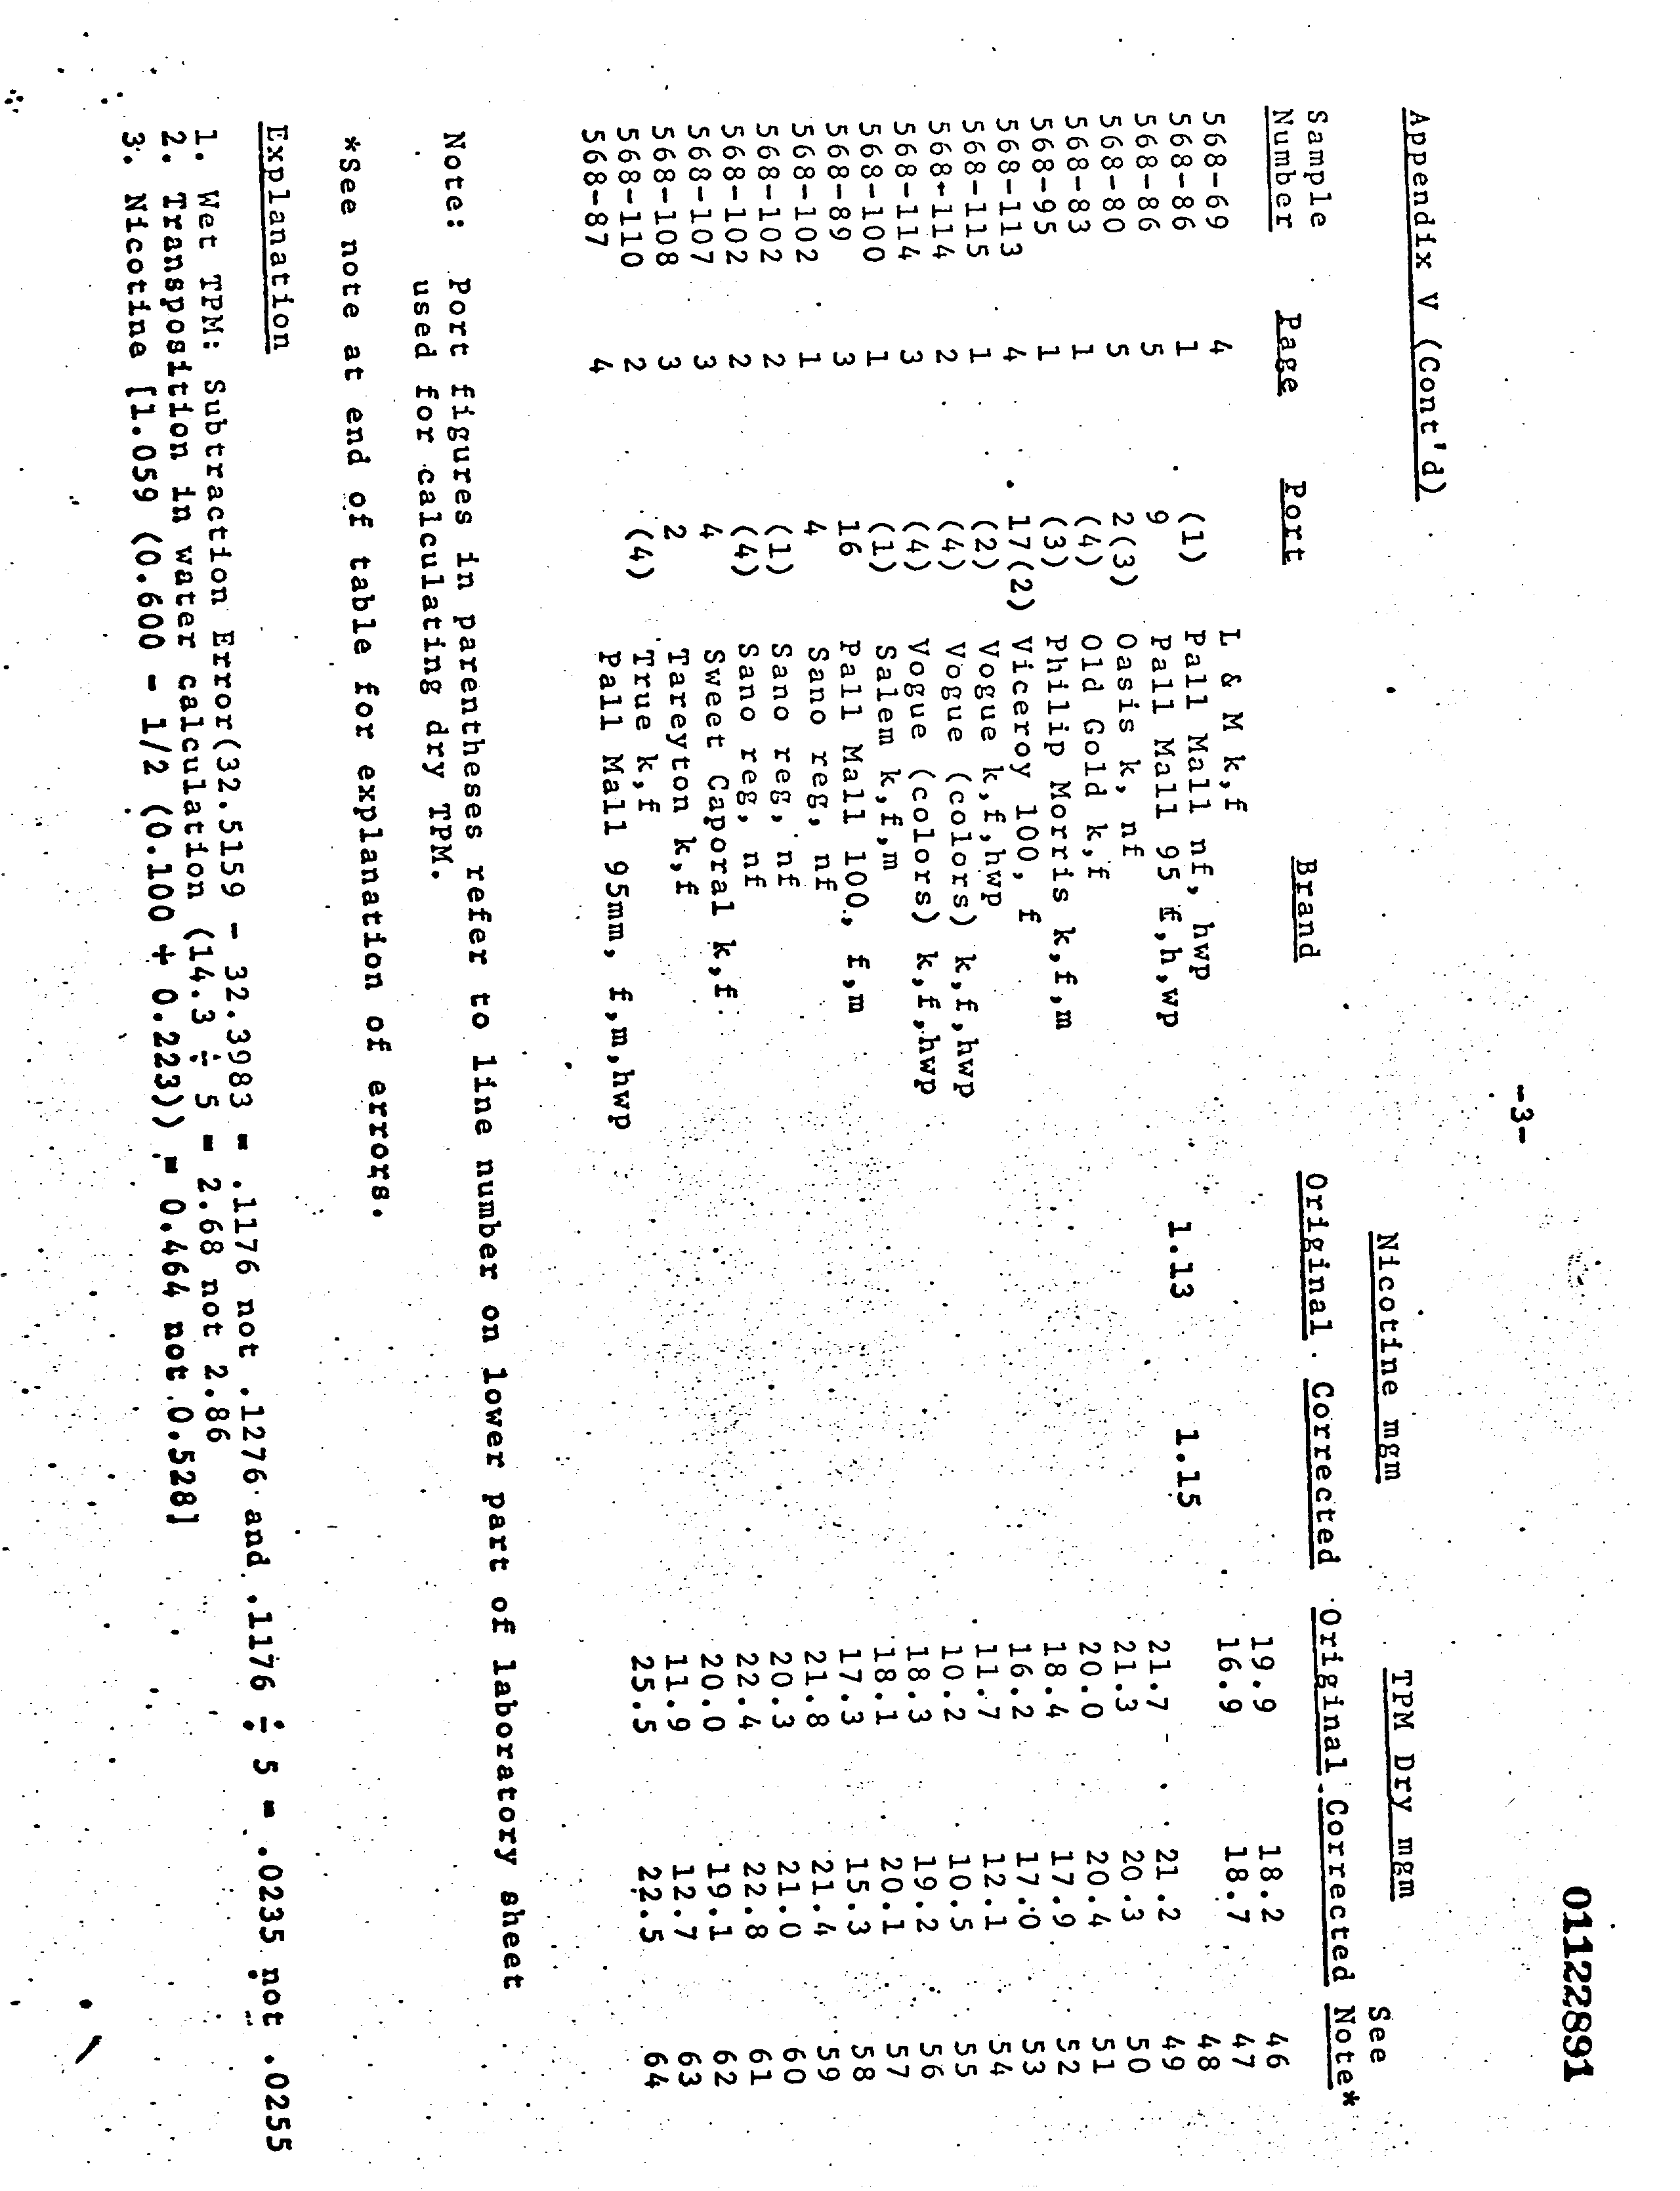 01122891
-3-
Appendix V (Cont'd)
Nicotine mgm TPM Dry mgm See
Sample Number Page Port Brand Original Corrected Original Corrected Note*
568-69 4 L & M k,f 19.9 18.2 46
568-86 1 (1) Pall Mall nf, hwp 16.9 18.7 47
568-86 5 9 Pall Mall 95 f,h,wp 1.13 1.15 48
568-80 5 2(3) Oasis k, nf 21.7 21.2 49
568-83 1 (4) Old Gold k,f 21.3 20.3 50
568-95 1 (3) Philip Morris k,f,m 20.0 20.4 51
568-113 4 17(2) Viceroy 100, f 18.4 17.9 52
568-115 1 (2) Vogue k,f,hwp 16.2 17.0 53
568-114 2 (4) Vogue (colors) k,f,hwp 11.7 12.1 54
568-114 3 (4) Vogue (colors) k,f,hwp 10.2 10.5 55
568-100 1 (1) Salem k,f,m 18.3 19.2 56
568-89 3 16 Pall Mall 100, f,m 18.1 20.1 57
568-102 1 4 Sano reg, nf 17.3 15.3 58
568-102 2 (1) Sano reg, nf 21.8 21.4 59
568-102 2 (4) Sano reg, nf 20.3 21.0 60
568-107 3 4 Sweet Caporal k,f 22.4 22.8 61
568-108 3 2 Tareyton k,f 20.0 19.1 62
568-110 2 (4) True k,f 11.9 12.7 63
568-87 4 Pall Mall 95mm, f,m,hwp 25.5 22.5 64
Note: Port figures in parentheses refer to line number on lower part of laboratory sheet
used for calculating dry TPM.
*See note at end of table for explanation of errors.
Explanation
1. Wet TPM: Subtraction Error(32.5159 - 32.3983 = .1176 not .1276 and .1176 ÷ 5 = .0235 not .0255
2. Transposition in water calculation (14.3 ÷ 5 = 2.68 not 2.86
3. Nicotine [1.059 (0.600 - 1/2 (0.100 + 0.223)) = 0.464 not 0.528]